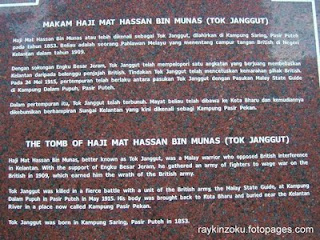 MAKAM HAJI MAT HASSAN BIN MUNAS (TOK JANGGUT)
Haji Mat Hassan Bin Munas atau lebih dikenali sebagai Tok Janggut, dilahirkan di Kampung Saring, Pasir Puteh
pada tahun 1853. Beliau adalah seorang Pahlawan Melayu yang menentang campur tangan British di Negeri
Kelantan dalam tahun 1909.
Dengan sokongan Engku Besar Jeram, Tok Janggut telah mempelopori satu angkatan yang berjuang membebaskan
Kelantan daripada belenggu penjajah British. Tindakan Tok Janggut telah mencetuskan kemarahan pihak British.
Pada 24 Mei 1915, pertempuran telah berlaku antara pasukan Tok Janggut dengan Pasukan Malay State Guide
di Kampung Dalam Pupuh, Pasir Puteh.
Dalam pertempuran itu, Tok Janggut telah terbunuh. Mayat beliau telah dibawa ke Kota Bharu dan kemudiannya
dikebumikan berhampiran Sungai Kelantan yang kini dikenali sebagai Kampung Pasir Pekan.
THE TOMB OF HAJI MAT HASSAN BIN MUNAS (TOK JANGGUT)
Haji Mat Hassan Bin Munas, better known as Tok Janggut, was a Malay warrior who opposed British interference
in Kelantan. With the support of Engku Besar Jeram, he gathered an army of fighters to wage war on the
British in 1909, which earned him the wrath of the British army.
Tok Janggut was killed in a fierce battle with a unit of the British army, the Malay State Guide, at Kampung
Dalam Pupuh in Pasir Puteh in May 1915. His body was brought back to Kota Bharu and buried near the Kelantan
River in a place now called Kampung Pasir Pekan.
Tok Janggut was born in Kampung Saring, Pasir Puteh in 1853.
raykinzoku.fotopages.com